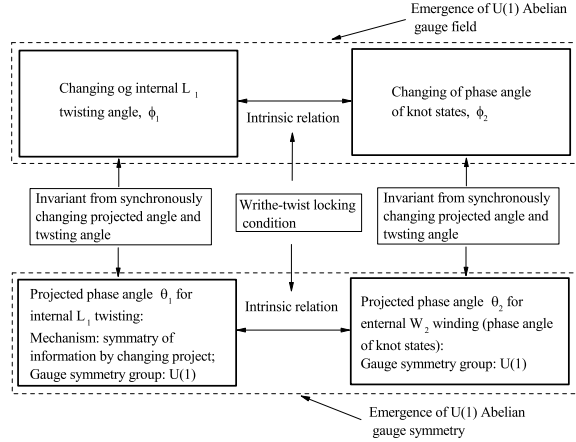 Emergence of U(1) Abelian
gauge field
Changing og internal L 1
twisting angle, ϕ1
Changing of phase angle
of knot states, ϕ2
Intrinsic relation
Invariant from synchronously
changing projected angle and
twsting angle
Writhe-twist locking
condition
Invariant from synchronously
changing projected angle and
twsting angle
Projected phase angle θ1 for
internal L1 twisting:
Mechanism: symmatry of
information by changing project;
Gauge symmetry group: U(1)
Intrinsic relation
Projected phase angle θ2 for
enternal W2 winding (phase angle
of knot states):
Gauge symmetry group: U(1)
Emergence of U(1) Abelian
gauge symmetry